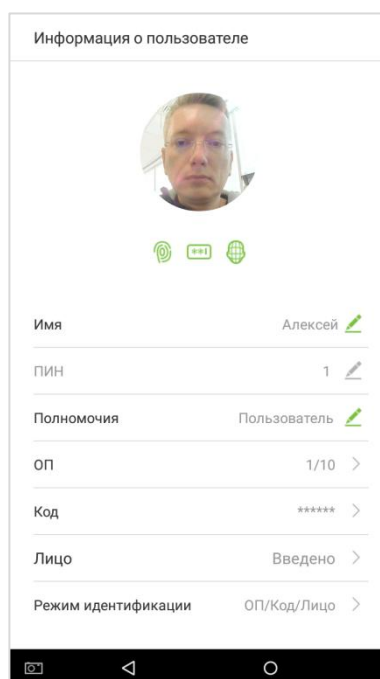 Информация о пользователе
Имя Алексей
ПИН 1
Полномочия Пользователь
ОП 1/10
Код ******
Лицо Введено
Режим идентификации ОП/Код/Лицо